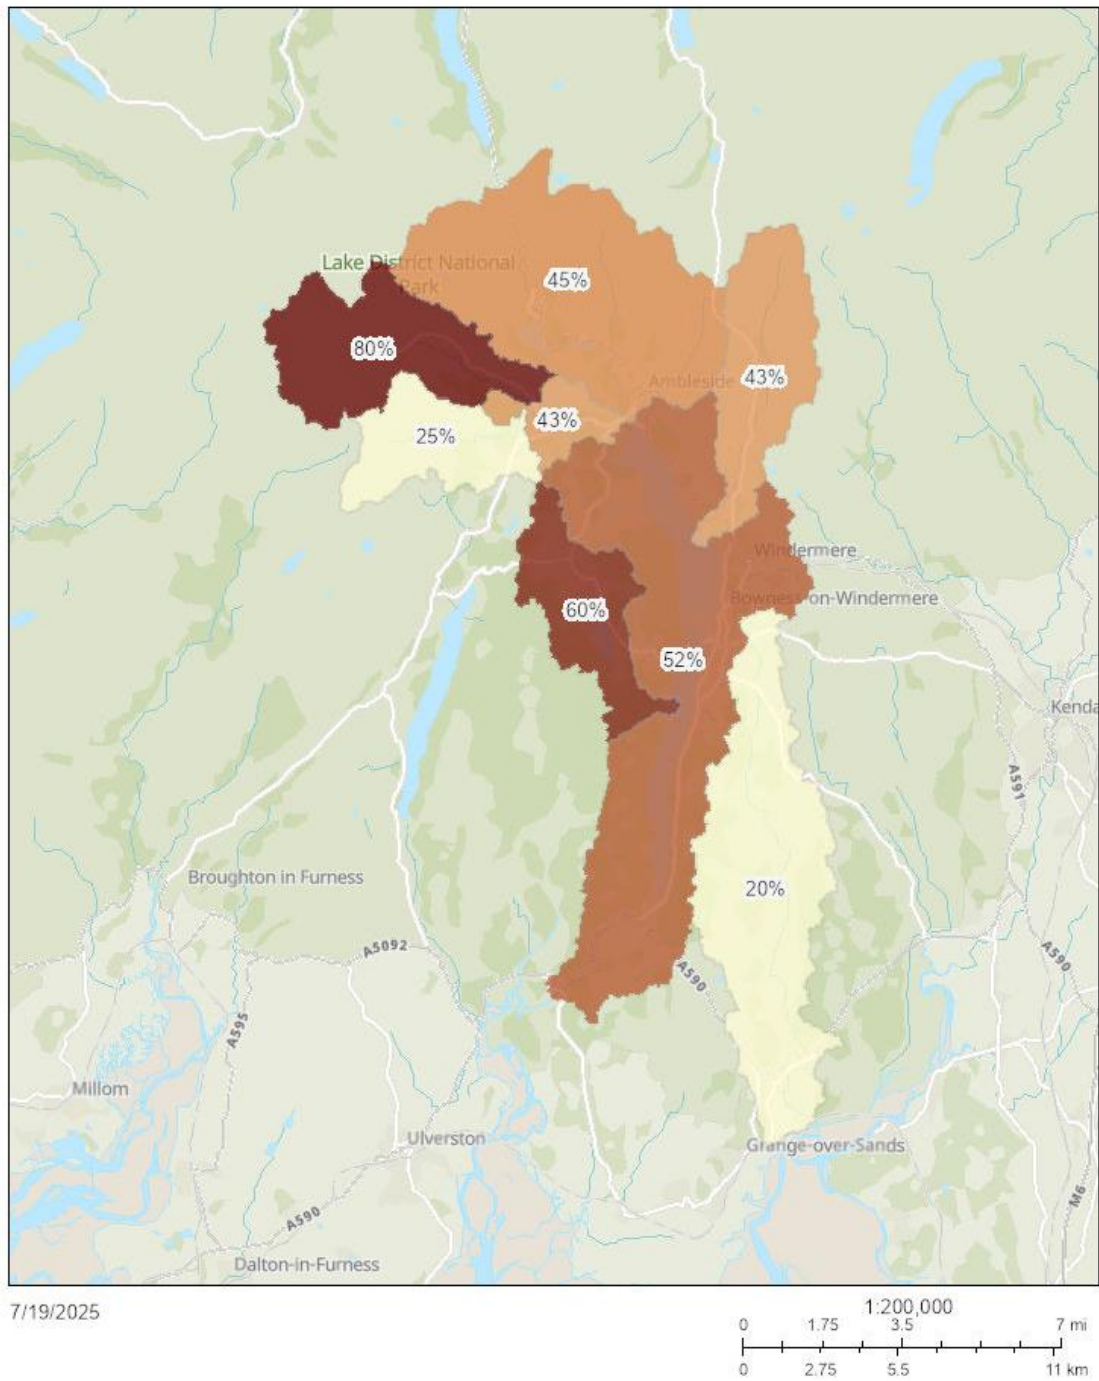 Lake District National
Park
45%
80%
Ambleside
43%
43%
25%
Windermere
Bowness-on-Windermere
60%
52%
Kenda
A591
Broughton in Furness
20%
A5092
A590
A590
A595
Millom
Ulverston
Grange-over-Sands
M6
A590
Dalton-in-Furness
7/19/2025
1:200,000
0 1.75 3.5 7 mi
0 2.75 5.5 11 km